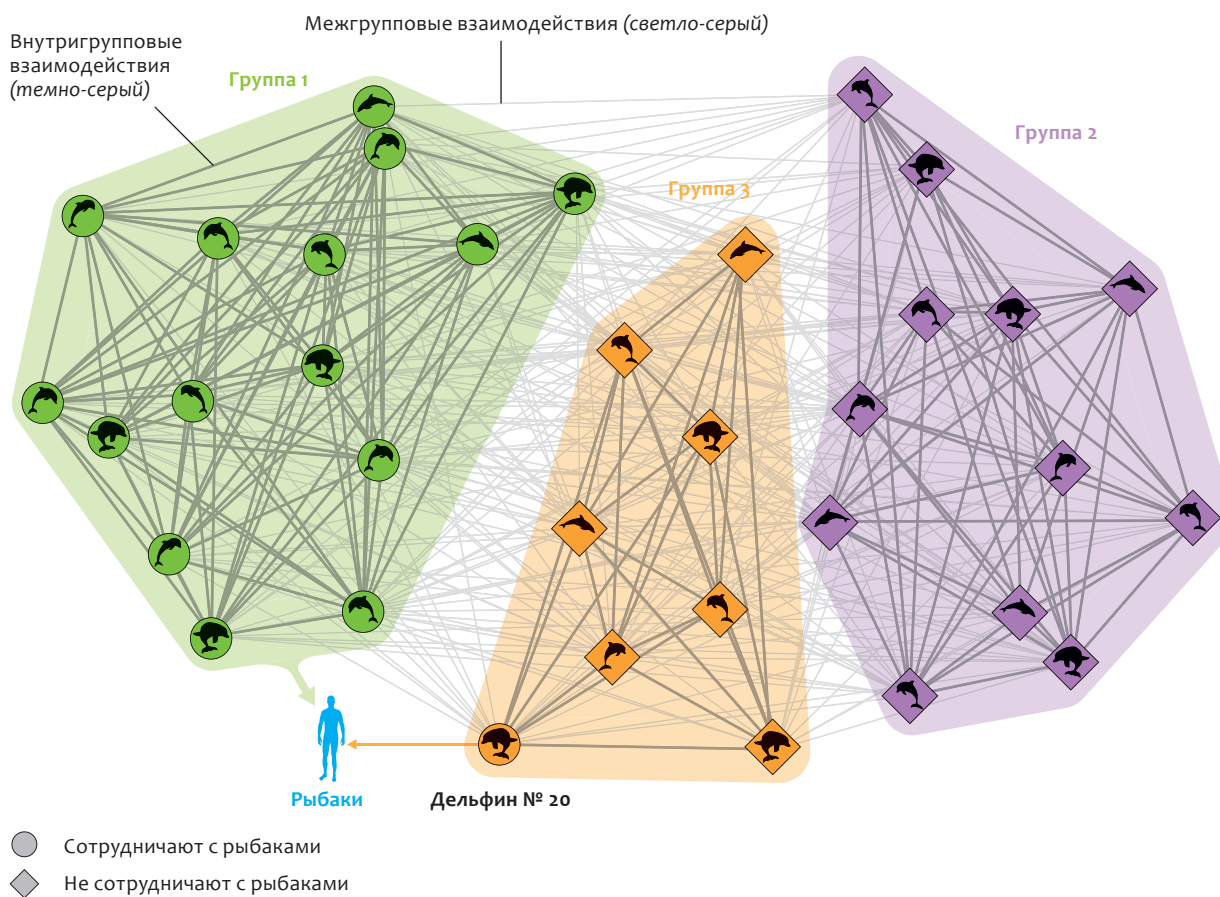 Межгрупповые взаимодействия (светло-серый)
Внутригрупповые
взаимодействия
(темно-серый)
Группа 1
Группа 2
Группа 3
Рыбаки
Дельфин № 20
Сотрудничают с рыбаками
Не сотрудничают с рыбаками